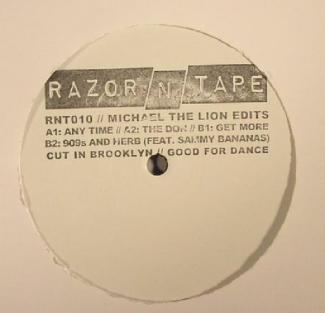 RAZOR N TAPE
RNT010 // MICHAEL THE LION EDITS
A1: ANY TIME // A2: THE DON // B1: GET MORE
B2: 909s AND HERB (FEAT. SAMMY BANANAS)
CUT IN BROOKLYN // GOOD FOR DANCE